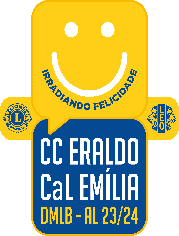 IRRADIANDO FELICIDADE
L
CC ERALDO
CaL EMÍLIA
DMLB - AL 23/24